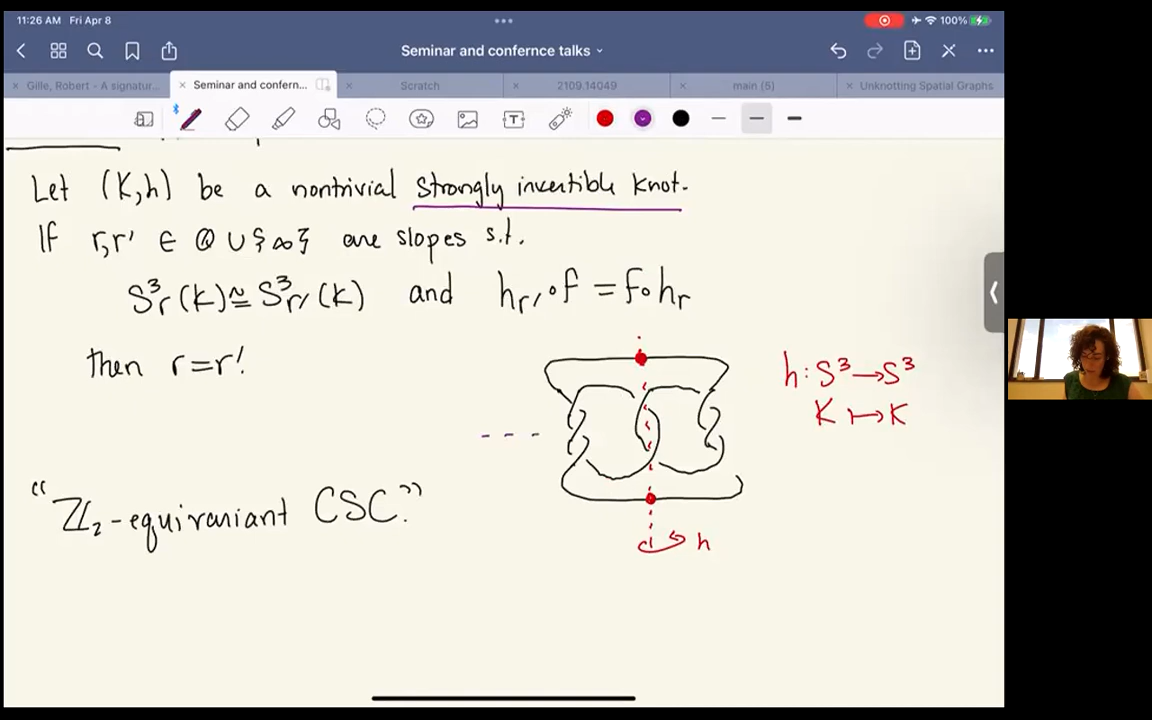 11:26 AM Fri Apr 8
100%
Seminar and confernce talks
Gille, Robert - A signatur...
Seminar and confern...
Scratch
2109.14049
main (5)
Unknotting Spatial Graphs
Let (K,h) be a nontrivial strongly invertible knot.
If r,r' ∈ ℚ ∪ {∞} are slopes s.t.
S³r(K) ≅ S³r'(K) and hr' ∘ f = f ∘ hr
then r=r'.
h: S³ → S³
K ↦ K
"ℤ₂-equivariant CSC."
h